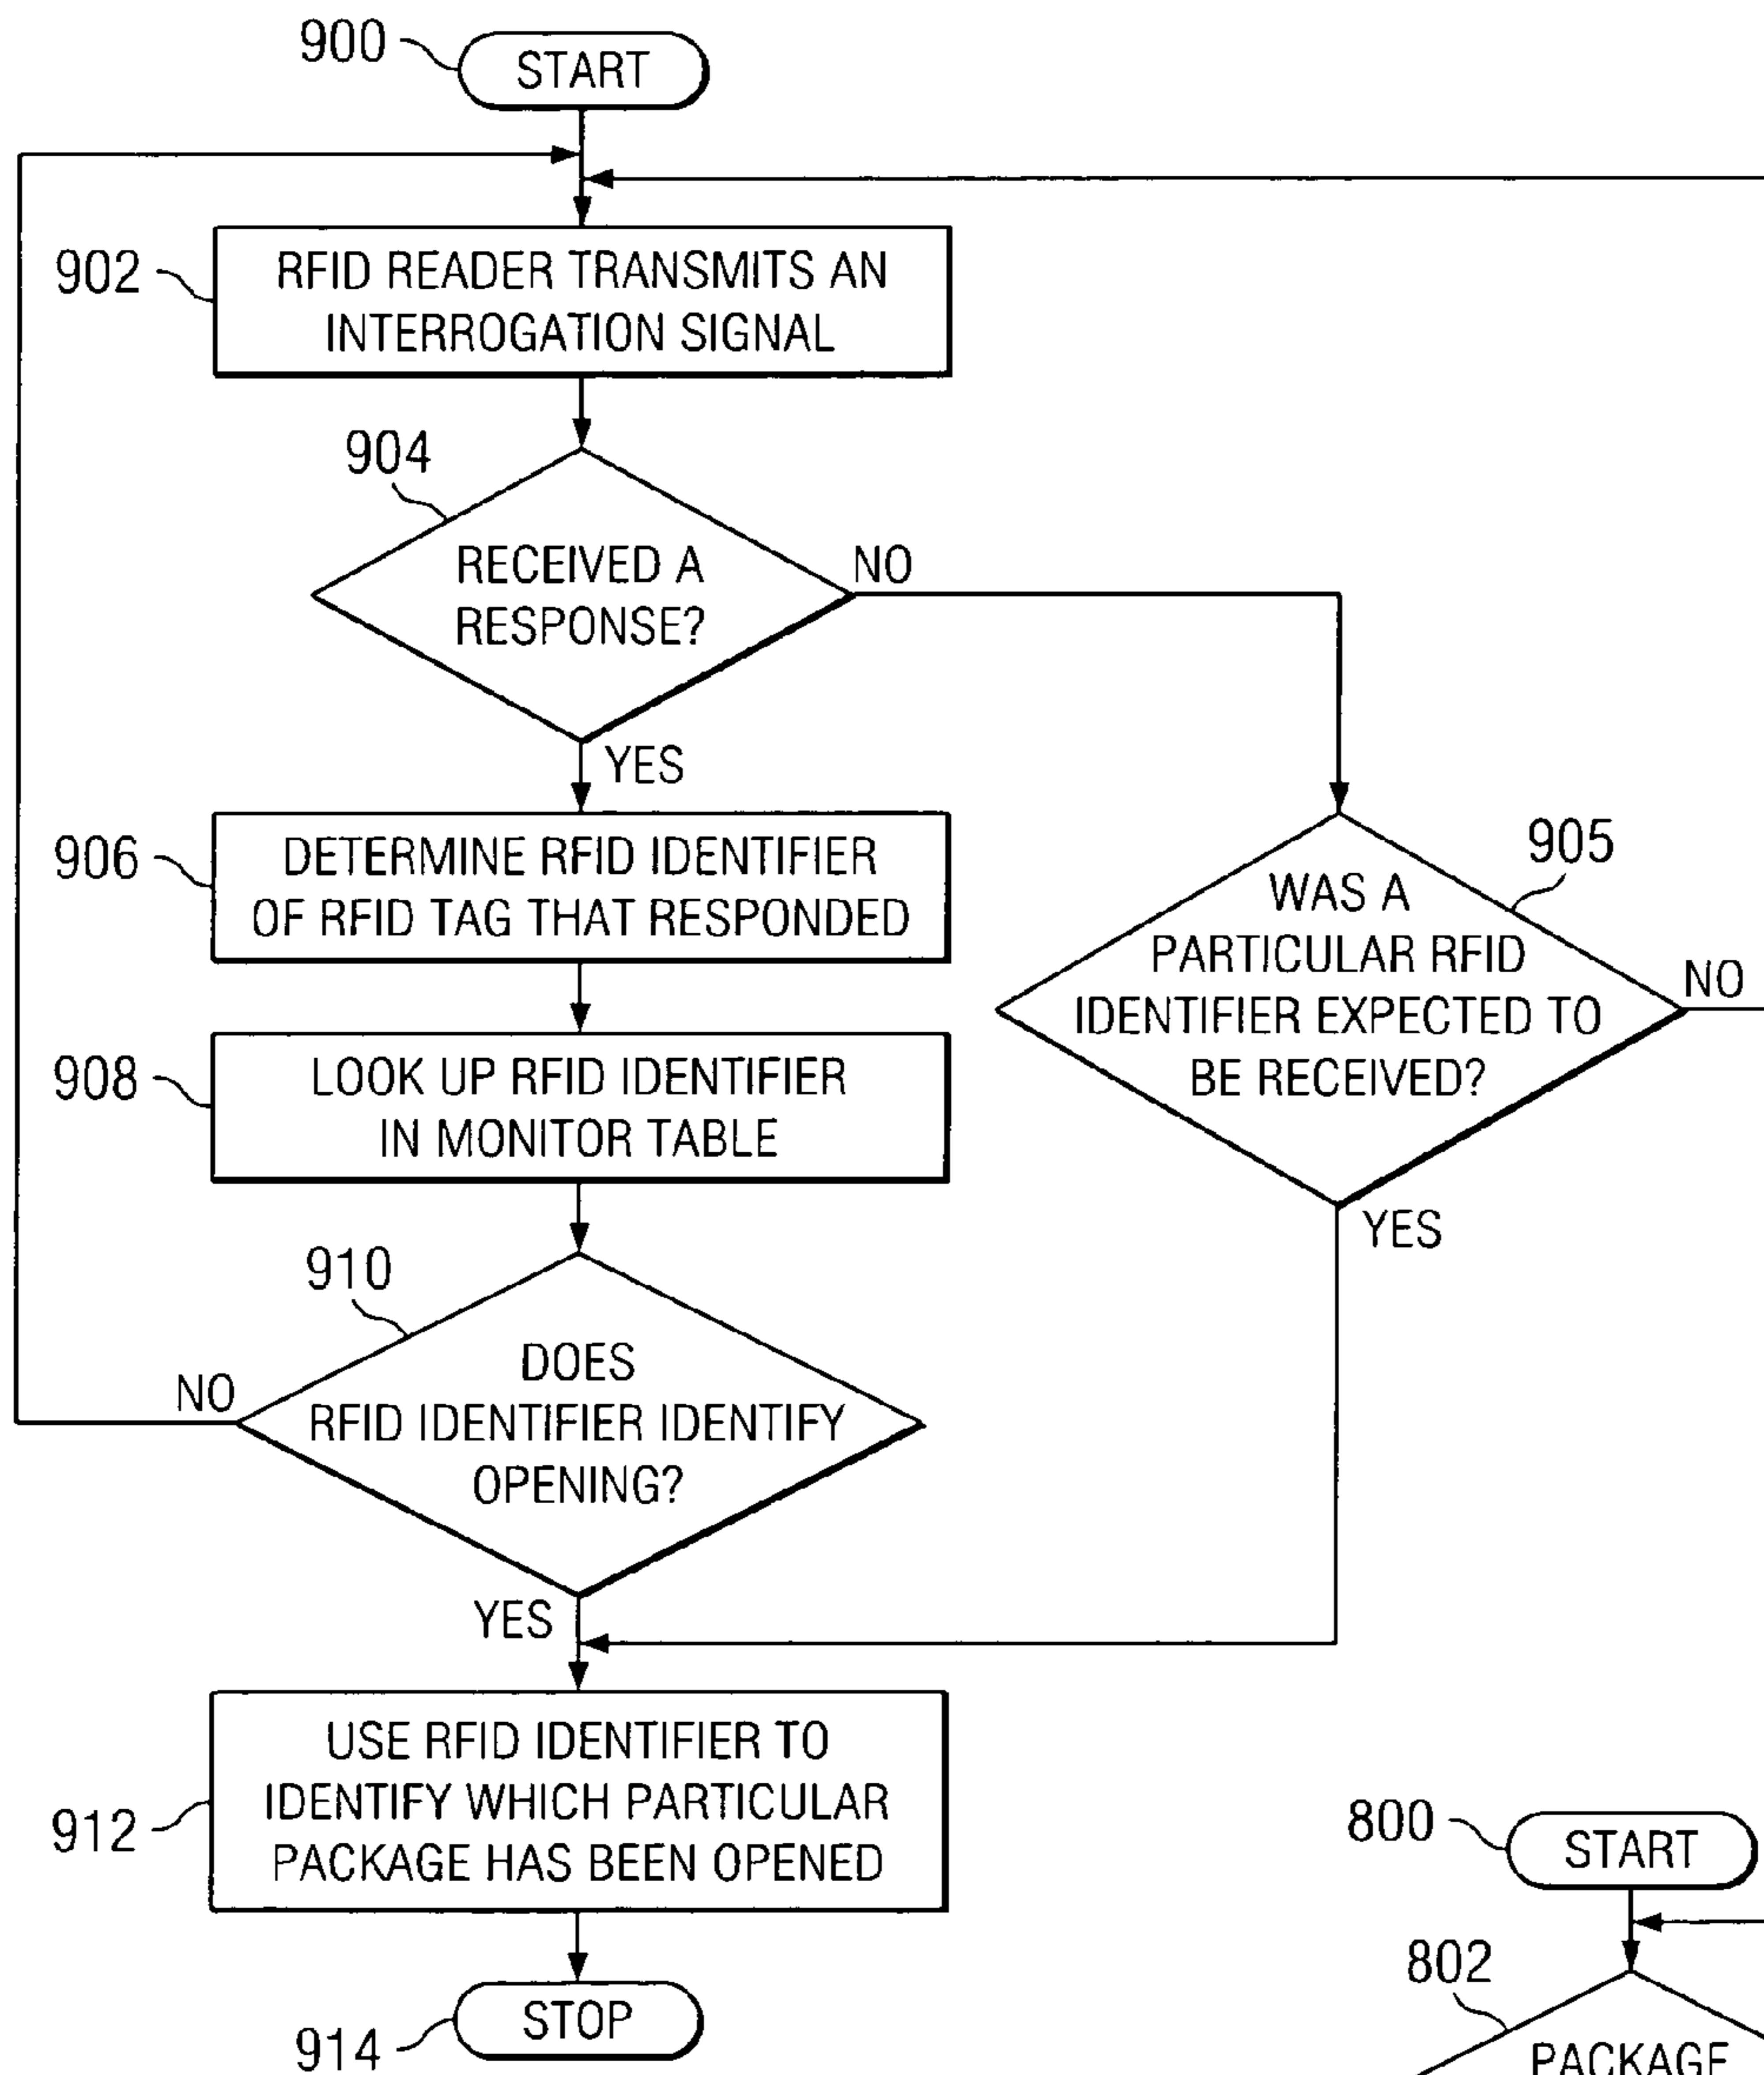 900
START
902
RFID READER TRANSMITS AN
INTERROGATION SIGNAL
904
RECEIVED A
RESPONSE?
NO
YES
906
DETERMINE RFID IDENTIFIER
OF RFID TAG THAT RESPONDED
905
WAS A
PARTICULAR RFID
IDENTIFIER EXPECTED TO
BE RECEIVED?
NO
YES
908
LOOK UP RFID IDENTIFIER
IN MONITOR TABLE
910
DOES
RFID IDENTIFIER IDENTIFY
OPENING?
NO
YES
912
USE RFID IDENTIFIER TO
IDENTIFY WHICH PARTICULAR
PACKAGE HAS BEEN OPENED
914
STOP
800
START
802
PACKAGE